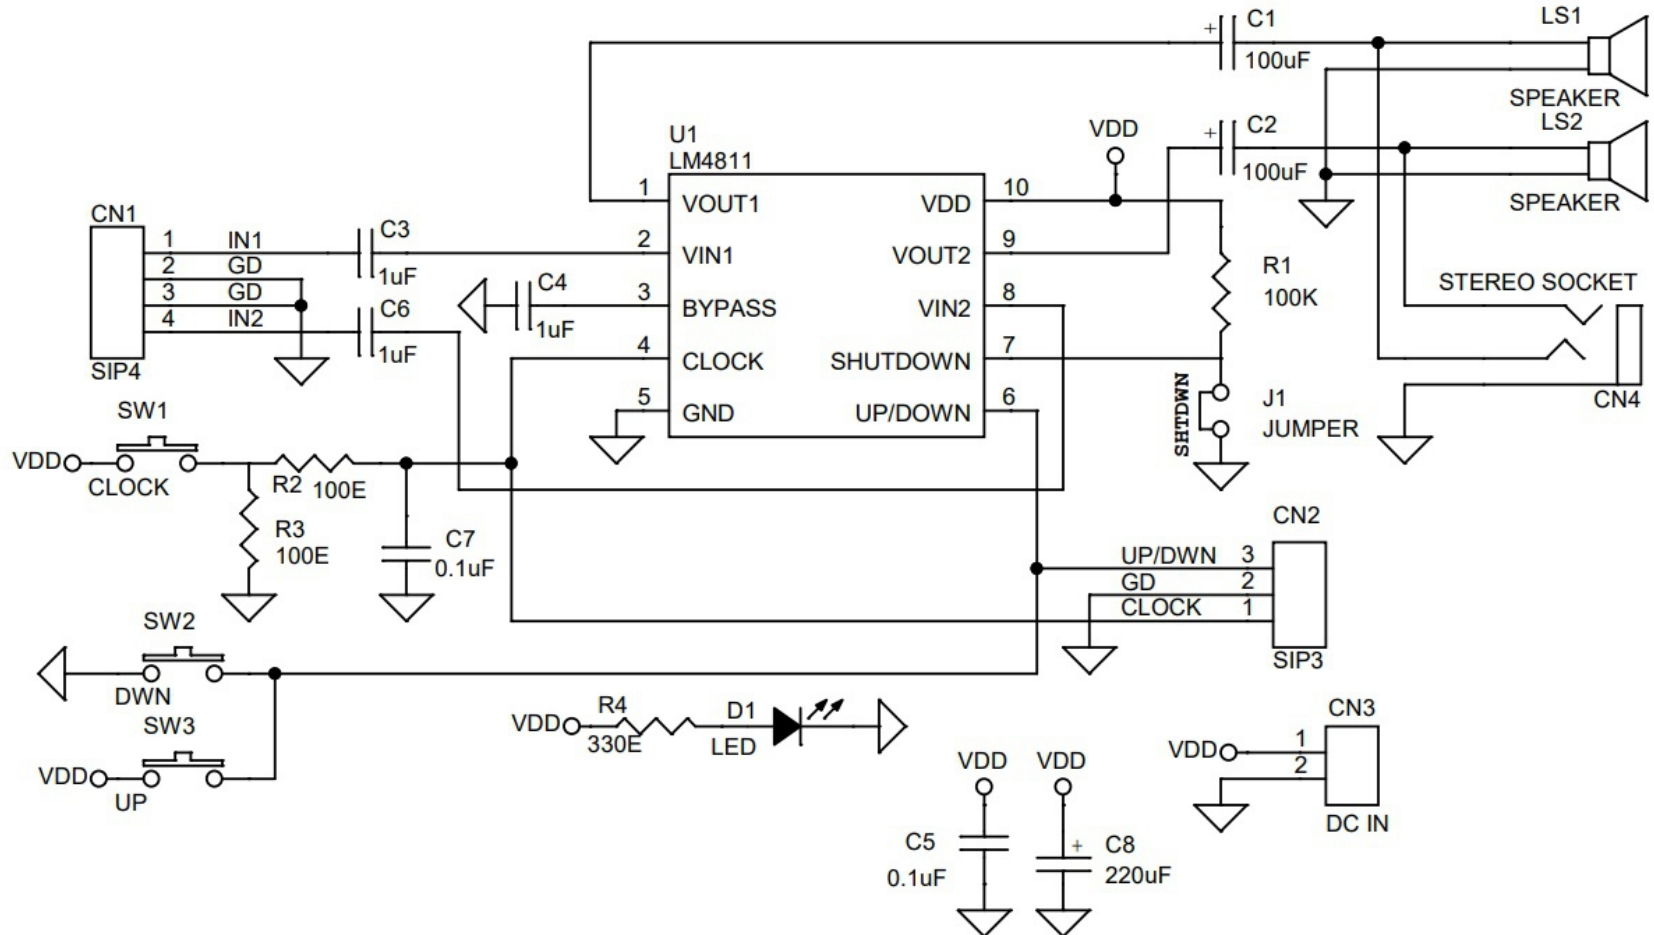 C1
+
100uF
LS1
SPEAKER
LS2
VDD
+
C2
100uF
SPEAKER
U1
LM4811
1
VOUT1
VDD
10
2
VIN1
VOUT2
9
3
BYPASS
VIN2
8
4
CLOCK
SHUTDOWN
7
5
GND
UP/DOWN
6
CN1
1
IN1
2
GD
3
GD
4
IN2
SIP4
C3
1uF
C4
1uF
C6
1uF
R1
100K
STEREO SOCKET
CN4
SHTDWN
J1
JUMPER
SW1
VDD
CLOCK
R2
100E
R3
100E
C7
0.1uF
CN2
UP/DWN
3
GD
2
CLOCK
1
SIP3
SW2
DWN
SW3
VDD
UP
R4
VDD
330E
D1
LED
CN3
VDD
1
2
DC IN
VDD
VDD
C5
0.1uF
+
C8
220uF